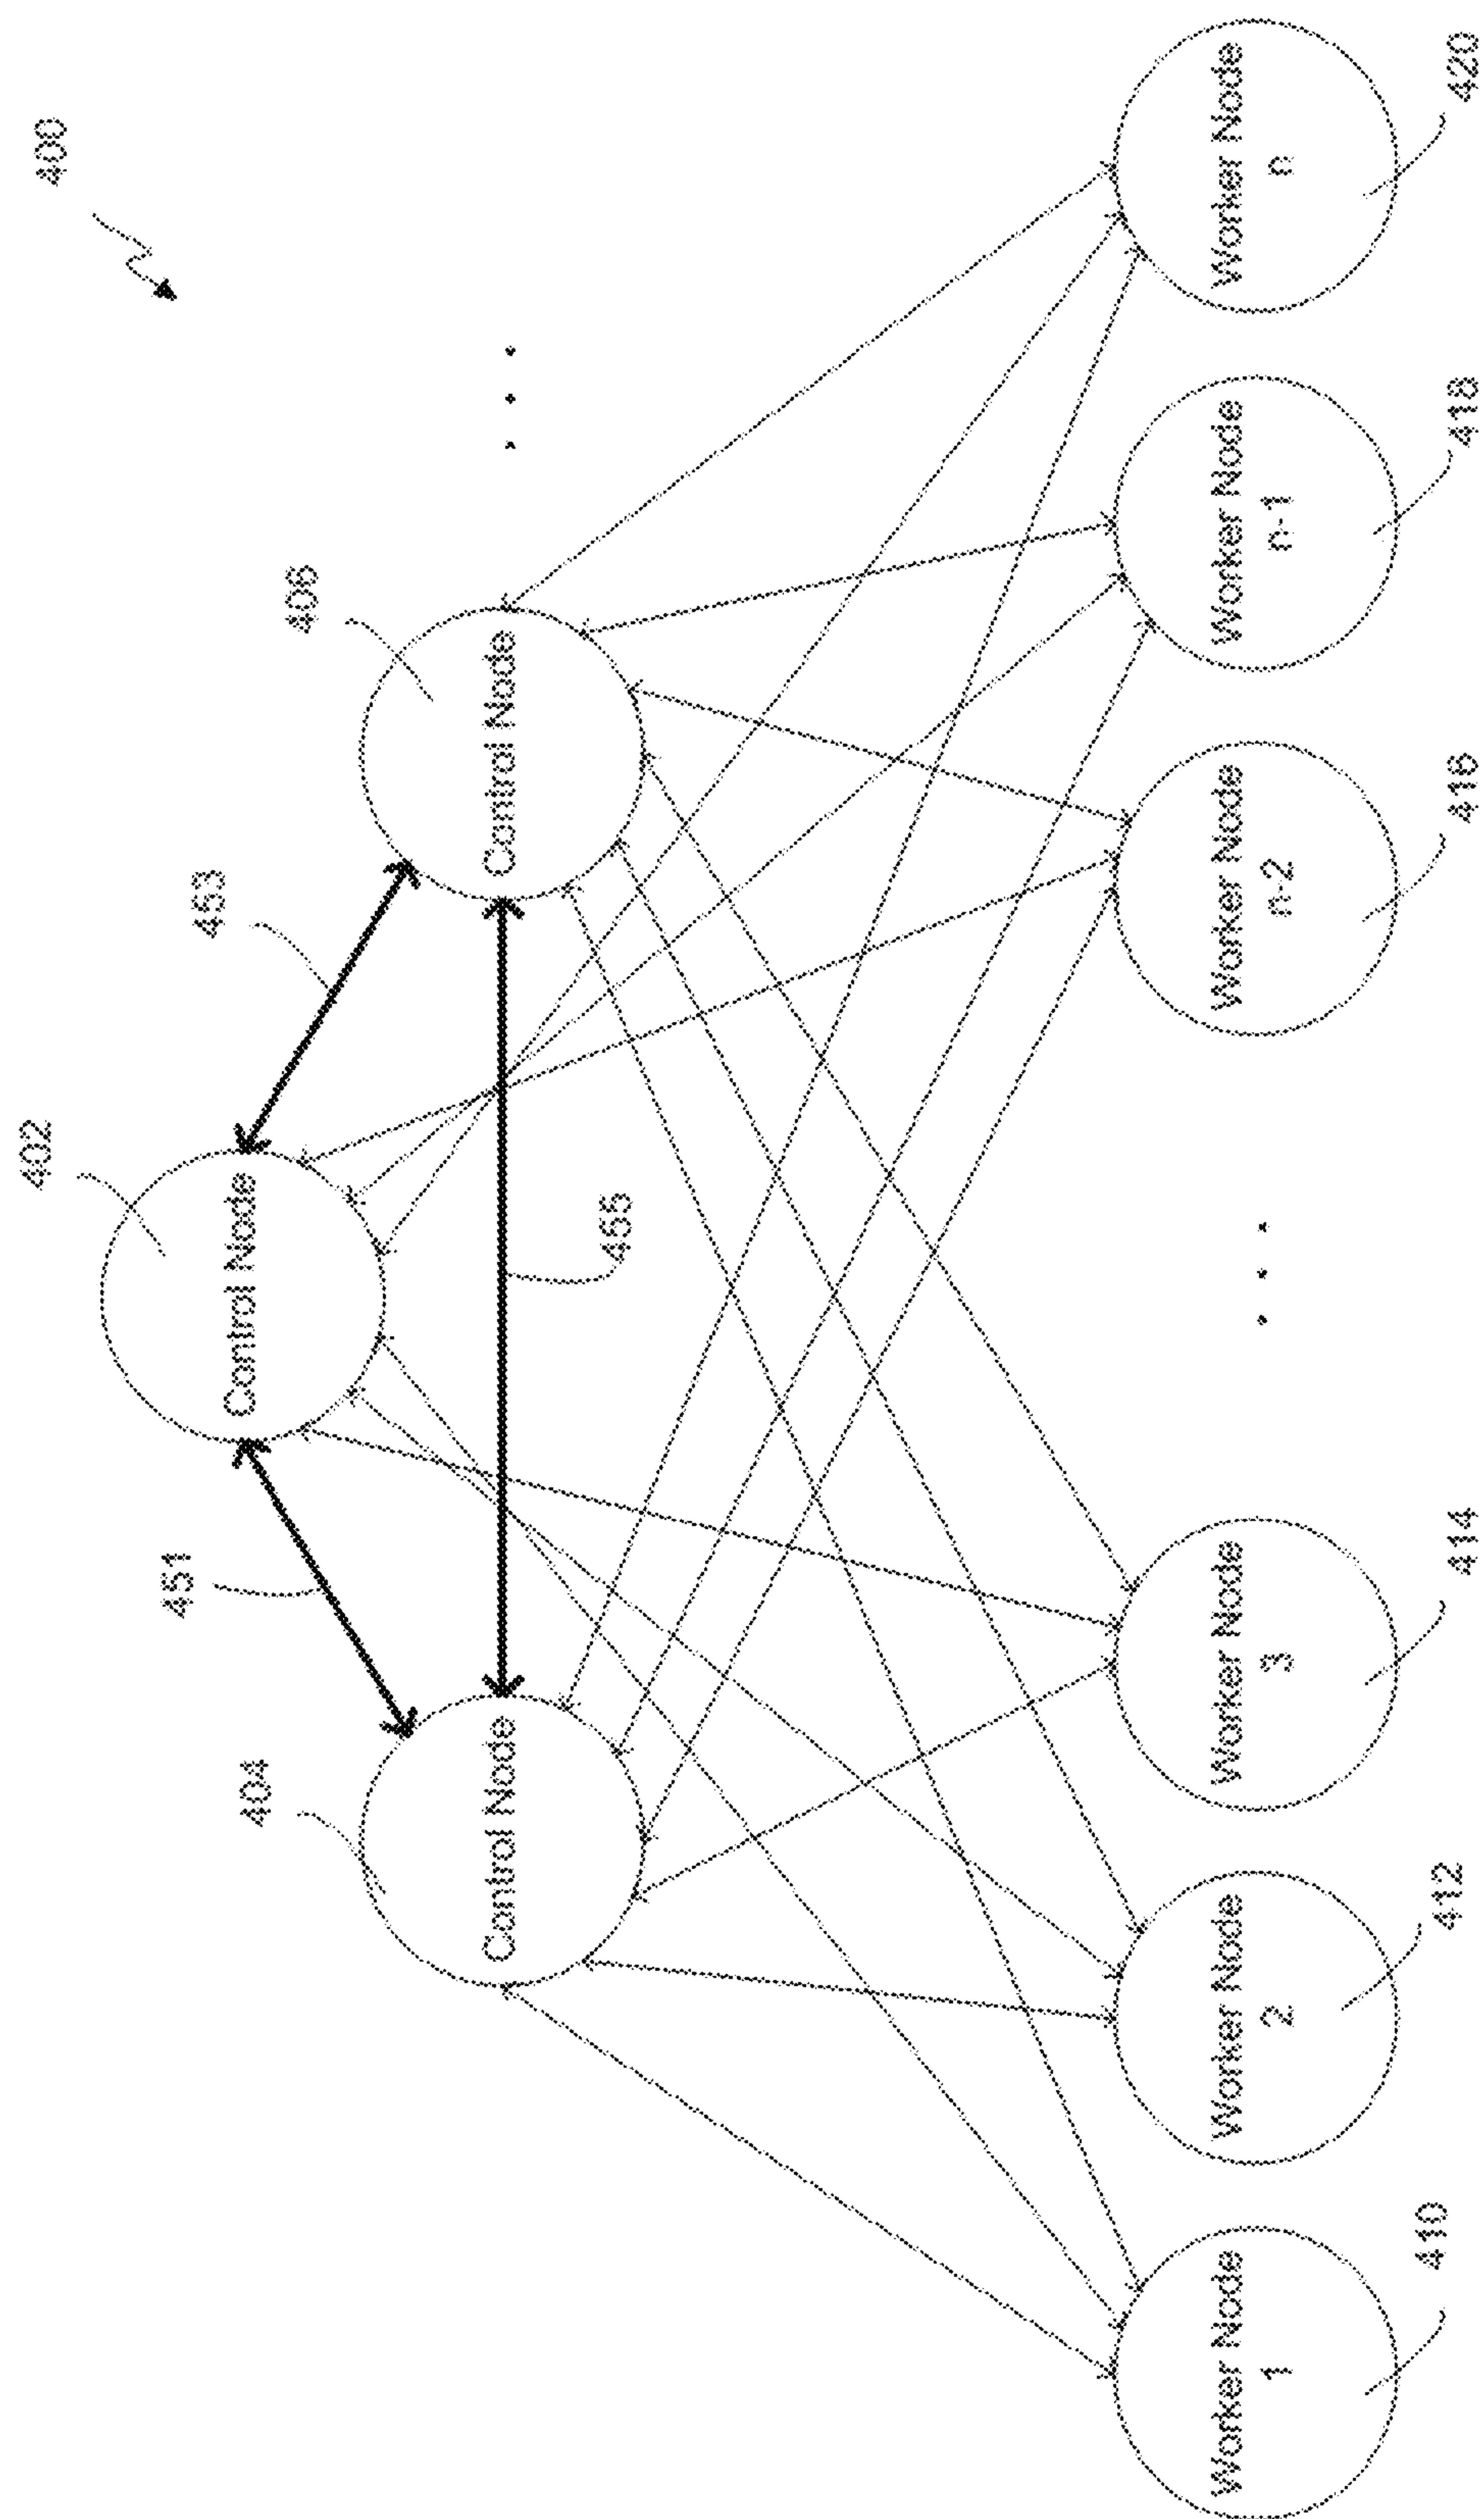 400
402
Control Node
451
453
404
Control Node
406
Control Node
455
Worker Node
1
Worker Node
2
Worker Node
3
. . .
. . .
Worker Node
n-2
Worker Node
n-1
Worker Node
n
410
412
414
416
418
420